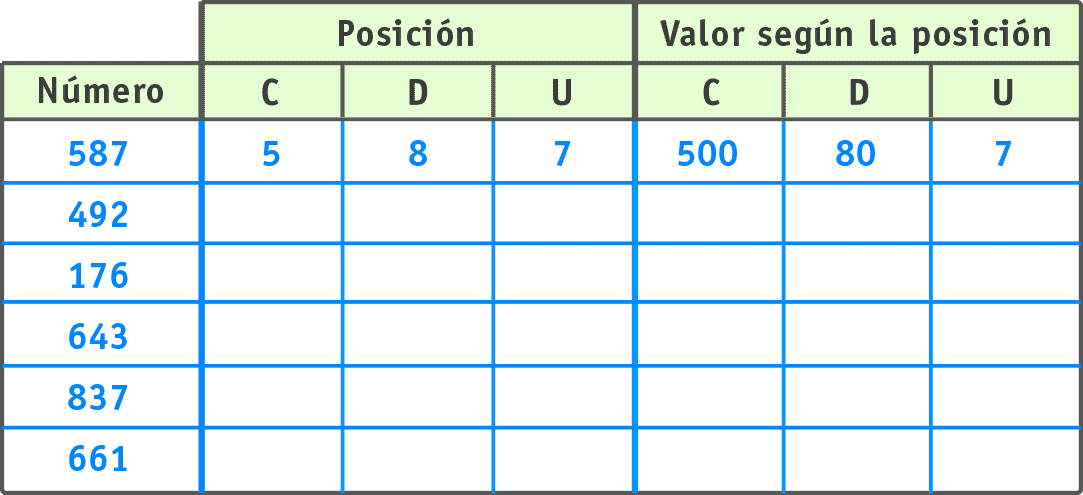 Posición Valor según la posición
Número C D U C D U
587 5 8 7 500 80 7
492
176
643
837
661